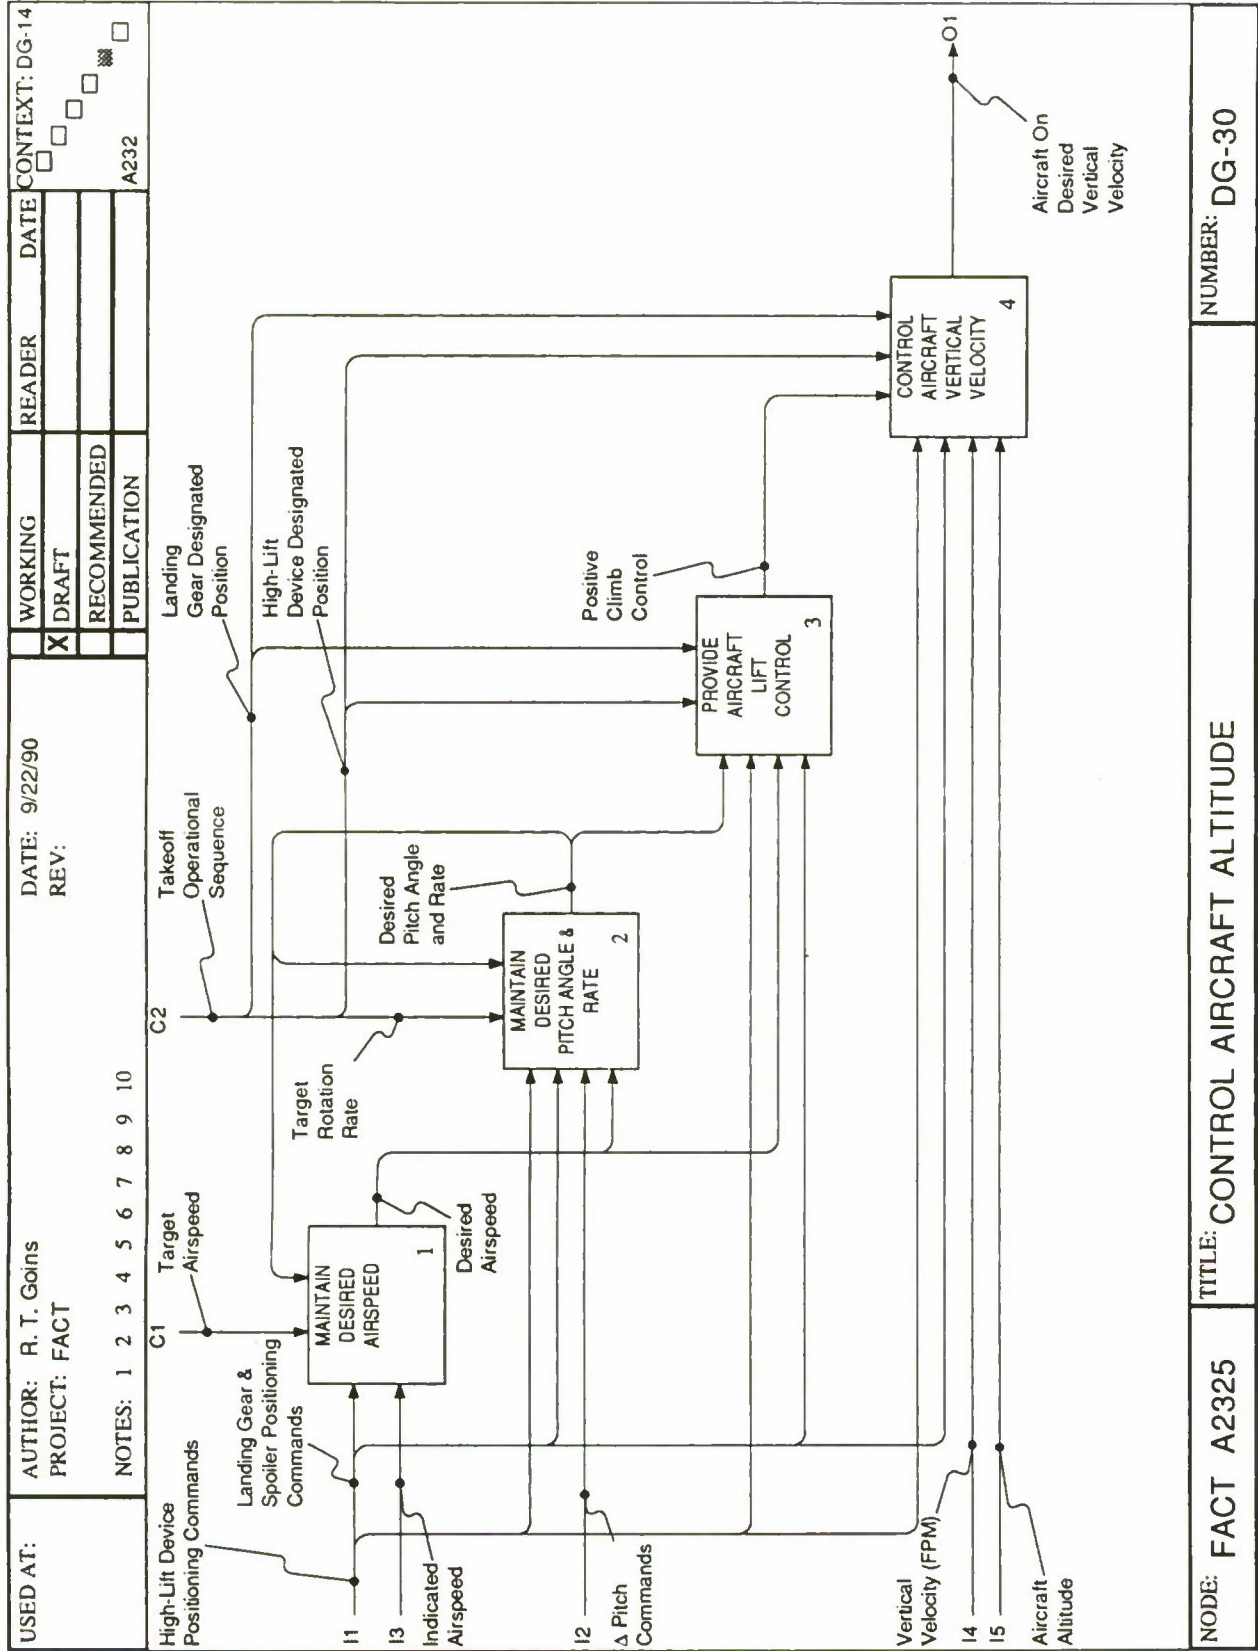 USED AT:
AUTHOR: R. T. Goins
PROJECT: FACT
NOTES: 1 2 3 4 5 6 7 8 9 10
DATE: 9/22/90
REV:
WORKING
X DRAFT
RECOMMENDED
PUBLICATION
READER DATE
CONTEXT: DG-14
A232
High-Lift Device
Positioning Commands
C1
Target
Airspeed
C2
Takeoff
Operational
Sequence
Landing
Gear Designated
Position
High-Lift
Device Designated
Position
Landing Gear &
Spoiler Positioning
Commands
I1
I3
Indicated
Airspeed
MAINTAIN
DESIRED
AIRSPEED
1
Desired
Airspeed
Target
Rotation
Rate
Desired
Pitch Angle
and Rate
MAINTAIN
DESIRED
PITCH ANGLE &
RATE
2
I2
Δ Pitch
Commands
Positive
Climb
Control
PROVIDE
AIRCRAFT
LIFT
CONTROL
3
CONTROL
AIRCRAFT
VERTICAL
VELOCITY
4
O1
Aircraft On
Desired
Vertical
Velocity
Vertical
Velocity (FPM)
I4
I5
Aircraft
Altitude
NODE: FACT A2325
TITLE: CONTROL AIRCRAFT ALTITUDE
NUMBER: DG-30